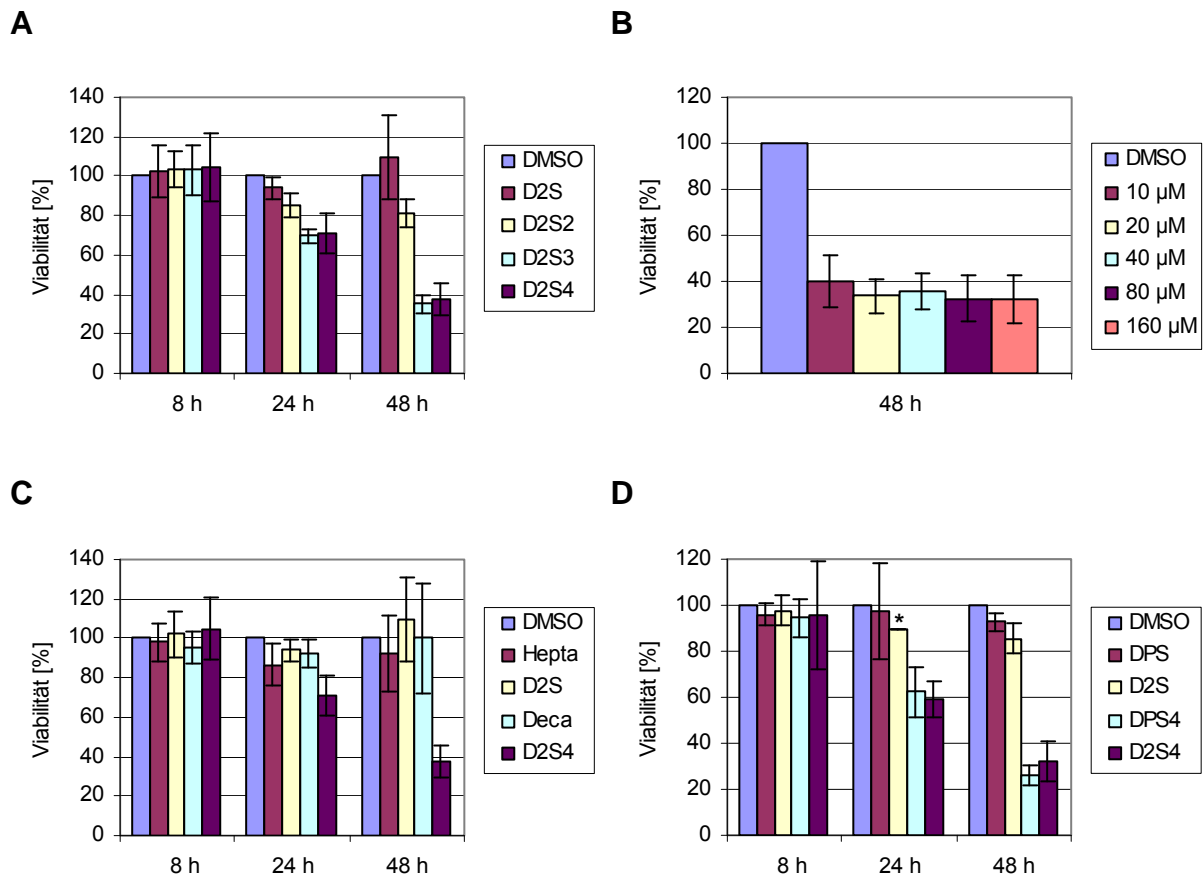 A
Viabilität [%]
140
120
100
80
60
40
20
0
8 h 24 h 48 h
DMSO
D2S
D2S2
D2S3
D2S4
B
Viabilität [%]
120
100
80
60
40
20
0
48 h
DMSO
10 µM
20 µM
40 µM
80 µM
160 µM
C
Viabilität [%]
140
120
100
80
60
40
20
0
8 h 24 h 48 h
DMSO
Hepta
D2S
Deca
D2S4
D
Viabilität [%]
120
100
80
60
40
20
0
*
8 h 24 h 48 h
DMSO
DPS
D2S
DPS4
D2S4